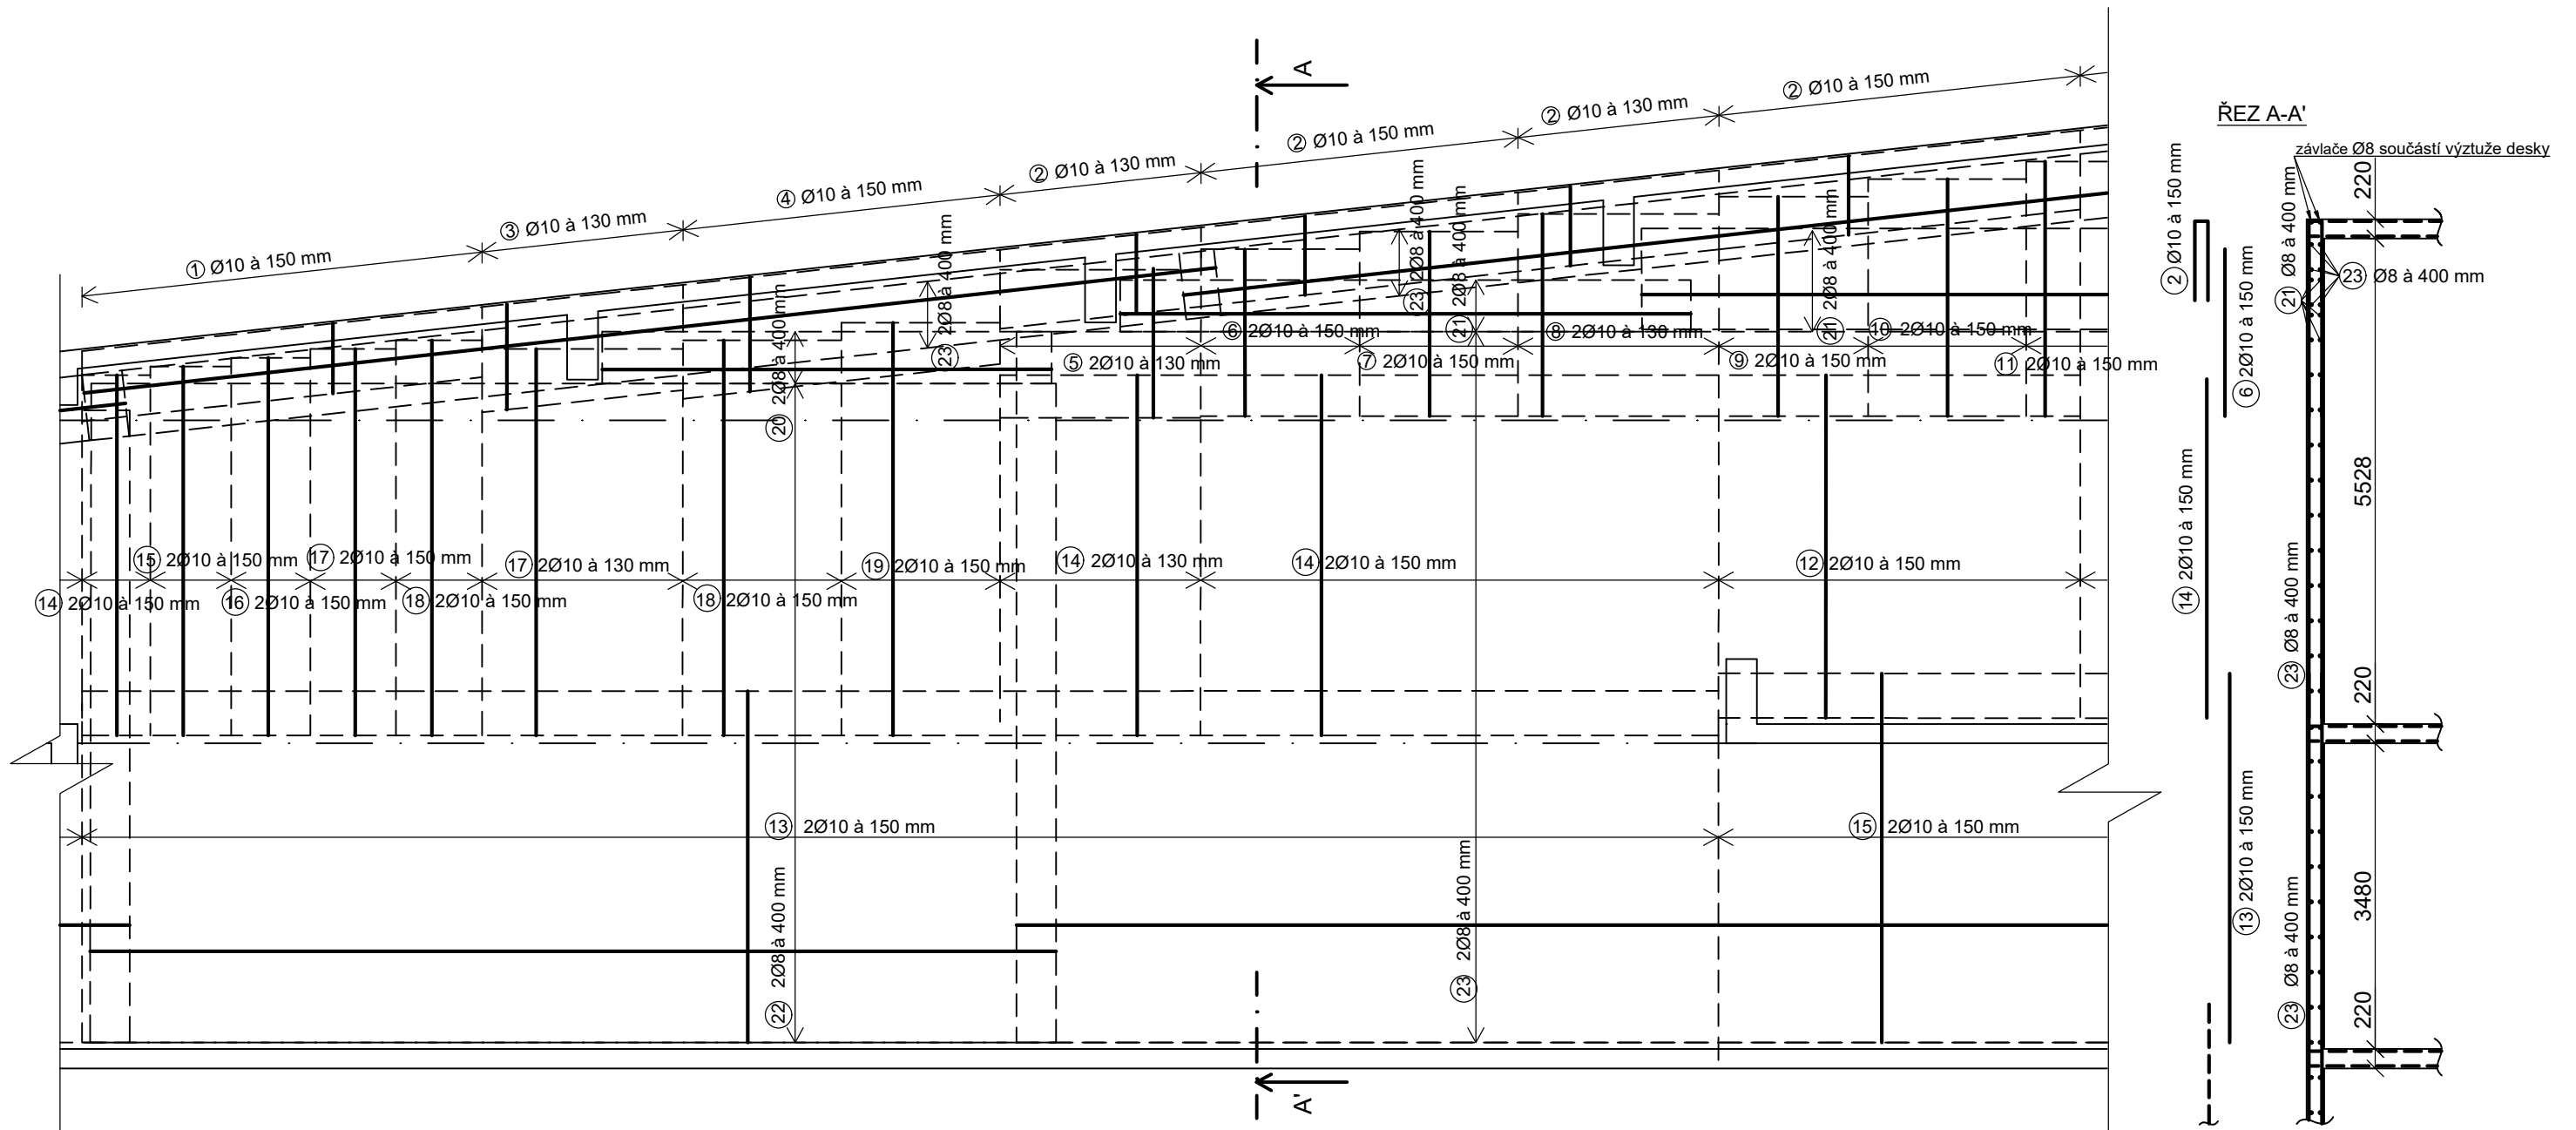 A
② Ø10 à 150 mm
② Ø10 à 130 mm
② Ø10 à 150 mm
② Ø10 à 130 mm
④ Ø10 à 150 mm
③ Ø10 à 130 mm
① Ø10 à 150 mm
㉓ 2Ø8 à 400 mm
⑳ 2Ø8 à 400 mm
㉓ 2Ø8 à 400 mm
㉑ 2Ø8 à 400 mm
㉑ 2Ø8 à 400 mm
⑥ 2Ø10 à 150 mm
⑧ 2Ø10 à 130 mm
⑩ 2Ø10 à 150 mm
⑤ 2Ø10 à 130 mm
⑦ 2Ø10 à 150 mm
⑨ 2Ø10 à 150 mm
⑪ 2Ø10 à 150 mm
⑮ 2Ø10 à 150 mm
⑰ 2Ø10 à 150 mm
⑰ 2Ø10 à 130 mm
⑲ 2Ø10 à 150 mm
⑭ 2Ø10 à 130 mm
⑭ 2Ø10 à 150 mm
⑫ 2Ø10 à 150 mm
⑭ 2Ø10 à 150 mm
⑯ 2Ø10 à 150 mm
⑱ 2Ø10 à 150 mm
⑱ 2Ø10 à 150 mm
⑬ 2Ø10 à 150 mm
⑮ 2Ø10 à 150 mm
㉒ 2Ø8 à 400 mm
㉓ 2Ø8 à 400 mm
A'
ŘEZ A-A'
závlače Ø8 součástí výztuže desky
② Ø10 à 150 mm
⑥ 2Ø10 à 150 mm
⑭ 2Ø10 à 150 mm
⑬ 2Ø10 à 150 mm
㉑ Ø8 à 400 mm
㉓ Ø8 à 400 mm
㉓ Ø8 à 400 mm
㉓ Ø8 à 400 mm
220
5528
220
3480
220